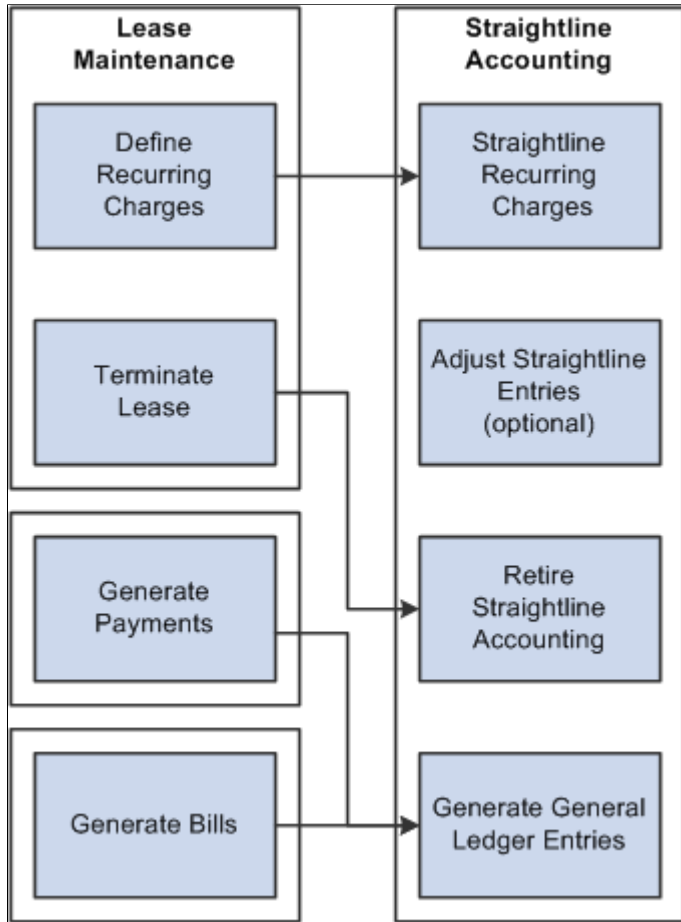 Lease
Maintenance
Define
Recurring
Charges
Terminate
Lease
Generate
Payments
Generate Bills
Straightline
Accounting
Straightline
Recurring
Charges
Adjust Straightline
Entries
(optional)
Retire
Straightline
Accounting
Generate General
Ledger Entries